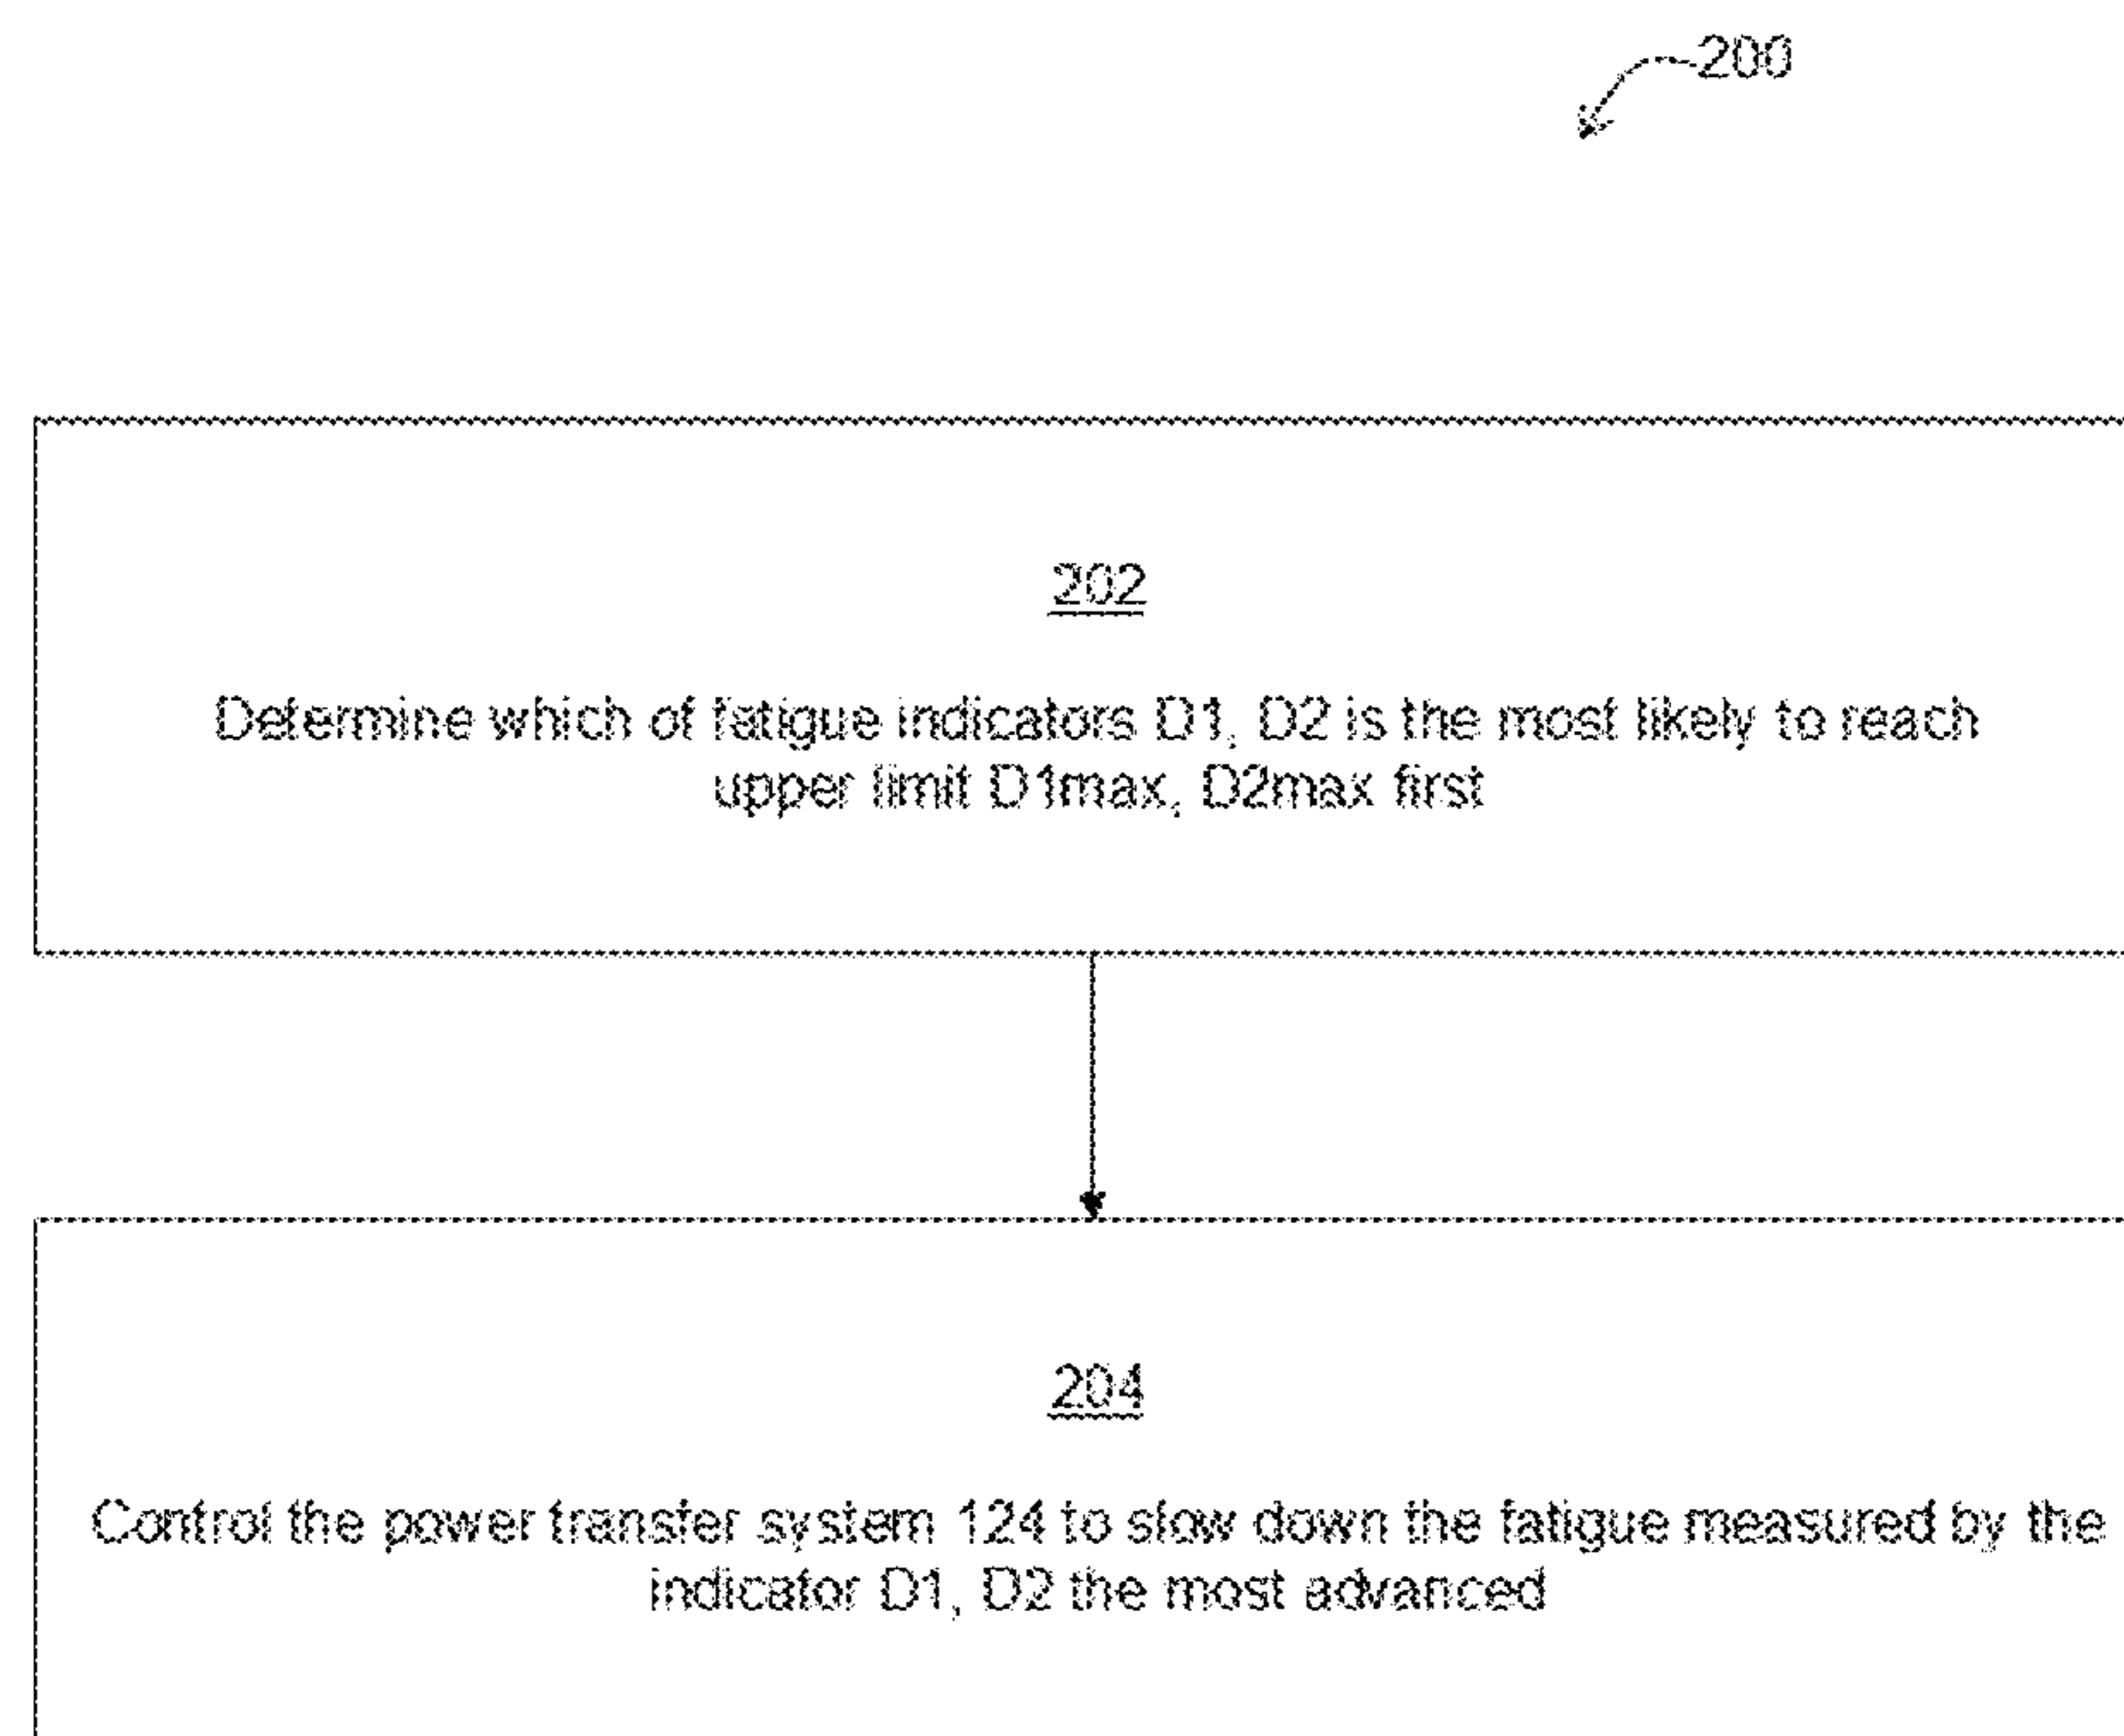 200
202
Determine which of fatigue indicators D1, D2 is the most likely to reach
upper limit D1max, D2max first
204
Control the power transfer system 124 to slow down the fatigue measured by the
indicator D1, D2 the most advanced